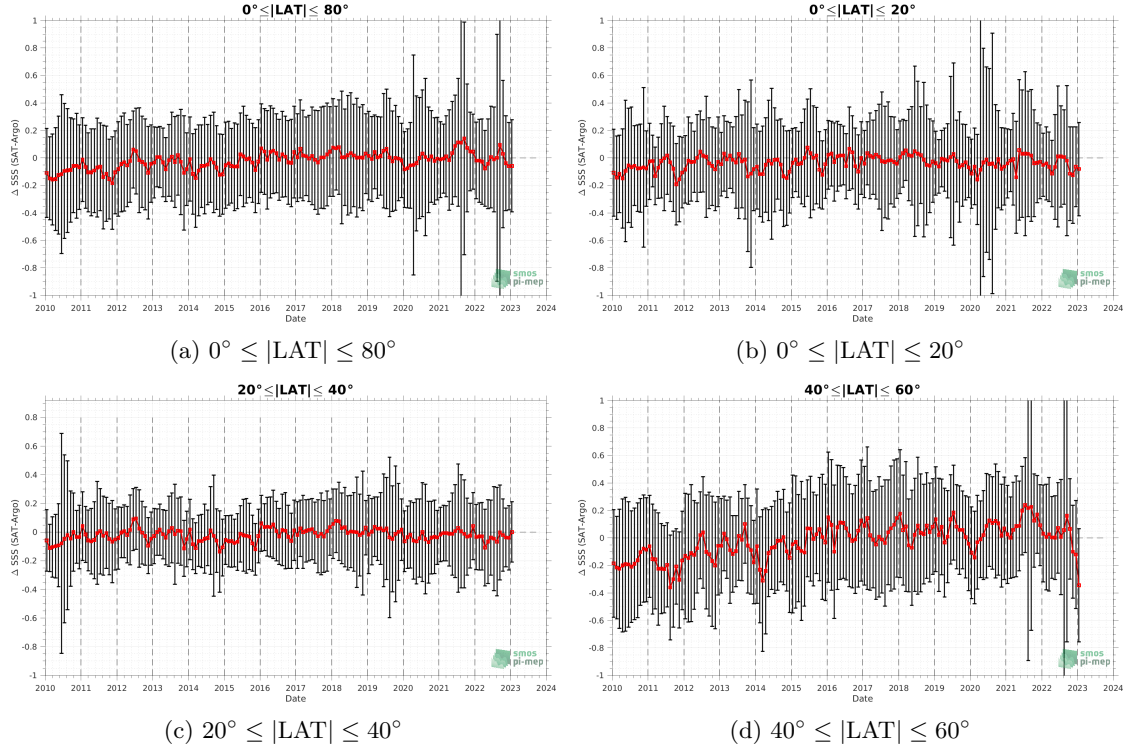 0°≤|LAT|≤ 80°
Δ SSS (SAT-Argo)
1
0.8
0.6
0.4
0.2
0
-0.2
-0.4
-0.6
-0.8
-1
2010 2011 2012 2013 2014 2015 2016 2017 2018 2019 2020 2021 2022 2023 2024
Date
smos
pi-mep
(a) 0° ≤ |LAT| ≤ 80°
0°≤|LAT|≤ 20°
Δ SSS (SAT-Argo)
1
0.8
0.6
0.4
0.2
0
-0.2
-0.4
-0.6
-0.8
-1
2010 2011 2012 2013 2014 2015 2016 2017 2018 2019 2020 2021 2022 2023 2024
Date
smos
pi-mep
(b) 0° ≤ |LAT| ≤ 20°
20°≤|LAT|≤ 40°
Δ SSS (SAT-Argo)
0.8
0.6
0.4
0.2
0
-0.2
-0.4
-0.6
-0.8
-1
2010 2011 2012 2013 2014 2015 2016 2017 2018 2019 2020 2021 2022 2023 2024
Date
smos
pi-mep
(c) 20° ≤ |LAT| ≤ 40°
40°≤|LAT|≤ 60°
Δ SSS (SAT-Argo)
1
0.8
0.6
0.4
0.2
0
-0.2
-0.4
-0.6
-0.8
-1
2010 2011 2012 2013 2014 2015 2016 2017 2018 2019 2020 2021 2022 2023 2024
Date
smos
pi-mep
(d) 40° ≤ |LAT| ≤ 60°